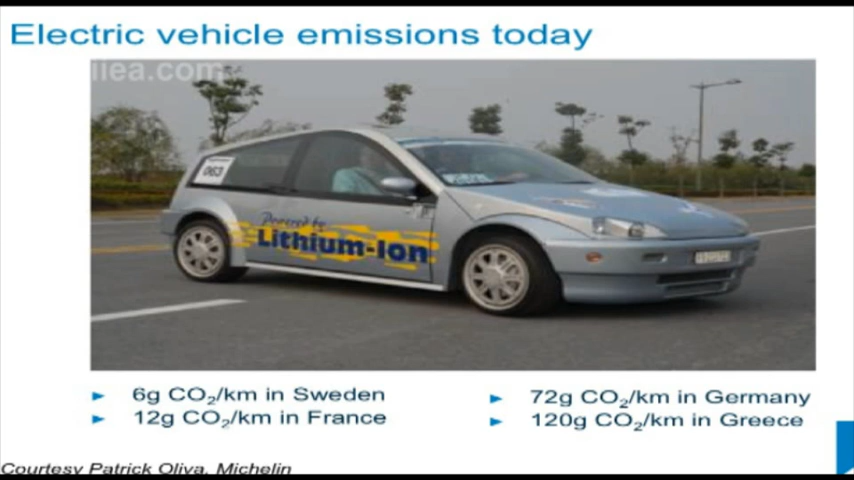 Electric vehicle emissions today
iiea.com
063
Powered by
Lithium-Ion
► 6g CO₂/km in Sweden
► 12g CO₂/km in France
► 72g CO₂/km in Germany
► 120g CO₂/km in Greece
Courtesy Patrick Oliva, Michelin